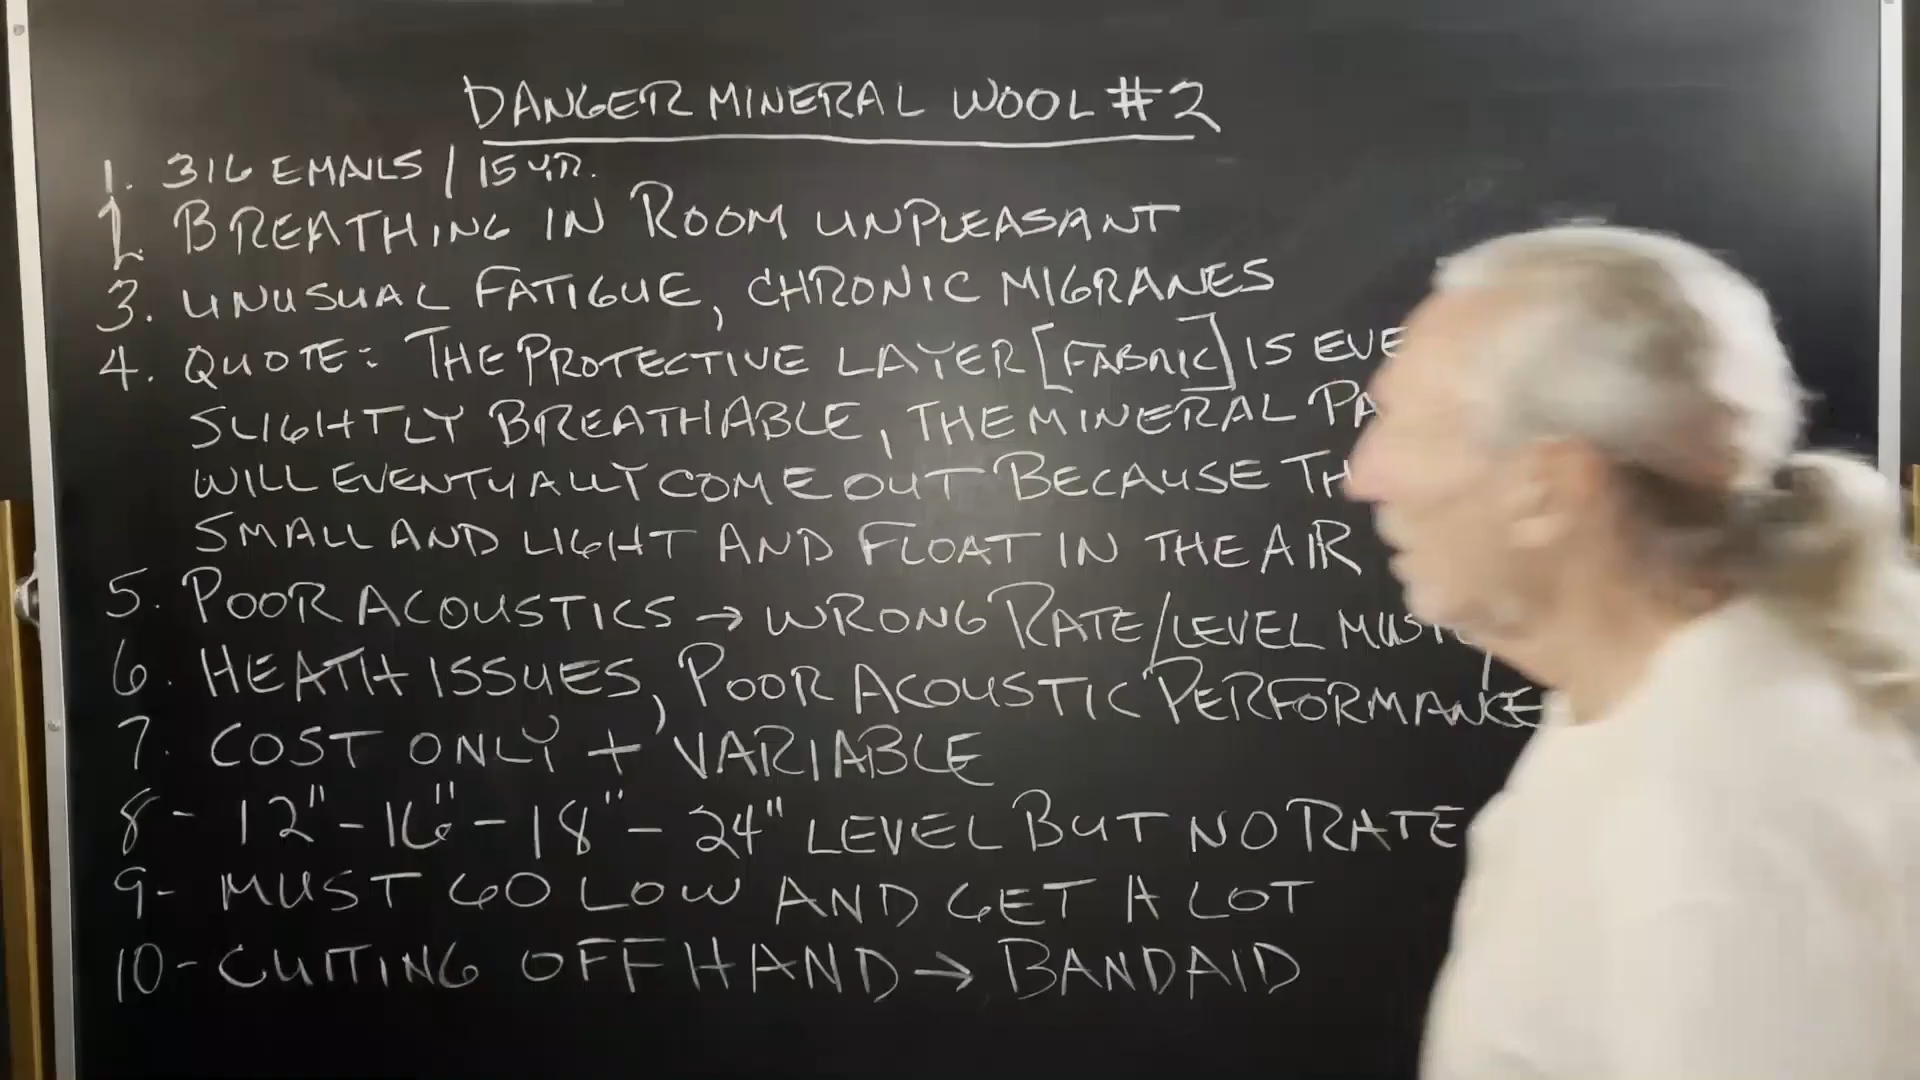 DANGER MINERAL WOOL #2
1. 316 EMAILS / 15 YR.
2. BREATHING IN ROOM UNPLEASANT
3. UNUSUAL FATIGUE, CHRONIC MIGRANES
4. QUOTE: THE PROTECTIVE LAYER [FABRIC] IS
SLIGHTLY BREATHABLE, THE MINERAL
WILL EVENTUALLY COME OUT BECAUSE
SMALL AND LIGHT AND FLOAT IN THE AIR
5. POOR ACOUSTICS → WRONG RATE/LEVEL
6. HEATH ISSUES, POOR ACOUSTIC PERFORMANCE
7. COST ONLY + VARIABLE
8 - 12" - 16" - 18" - 24" LEVEL BUT NO RATE
9- MUST GO LOW AND GET A LOT
10 - CUTTING OFF HAND → BANDAID